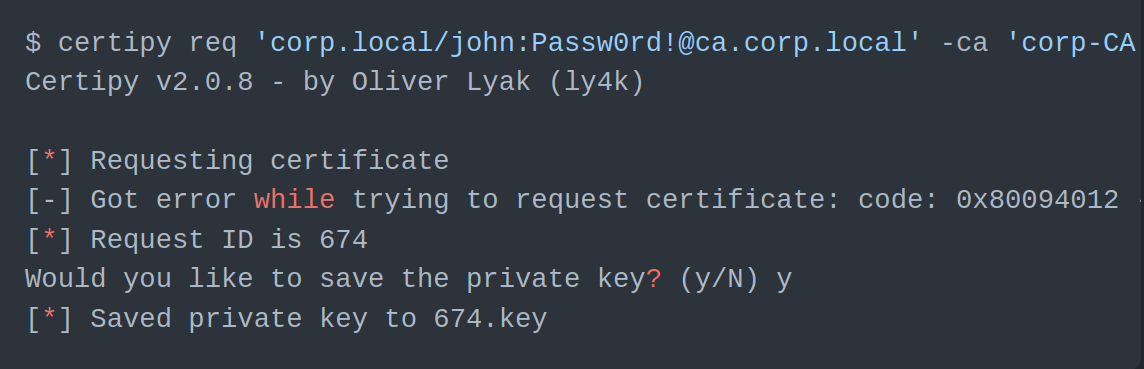 $ certipy req 'corp.local/john:Passw0rd!@ca.corp.local' -ca 'corp-CA
Certipy v2.0.8 - by Oliver Lyak (ly4k)
[*] Requesting certificate
[-] Got error while trying to request certificate: code: 0x80094012 -
[*] Request ID is 674
Would you like to save the private key? (y/N) y
[*] Saved private key to 674.key